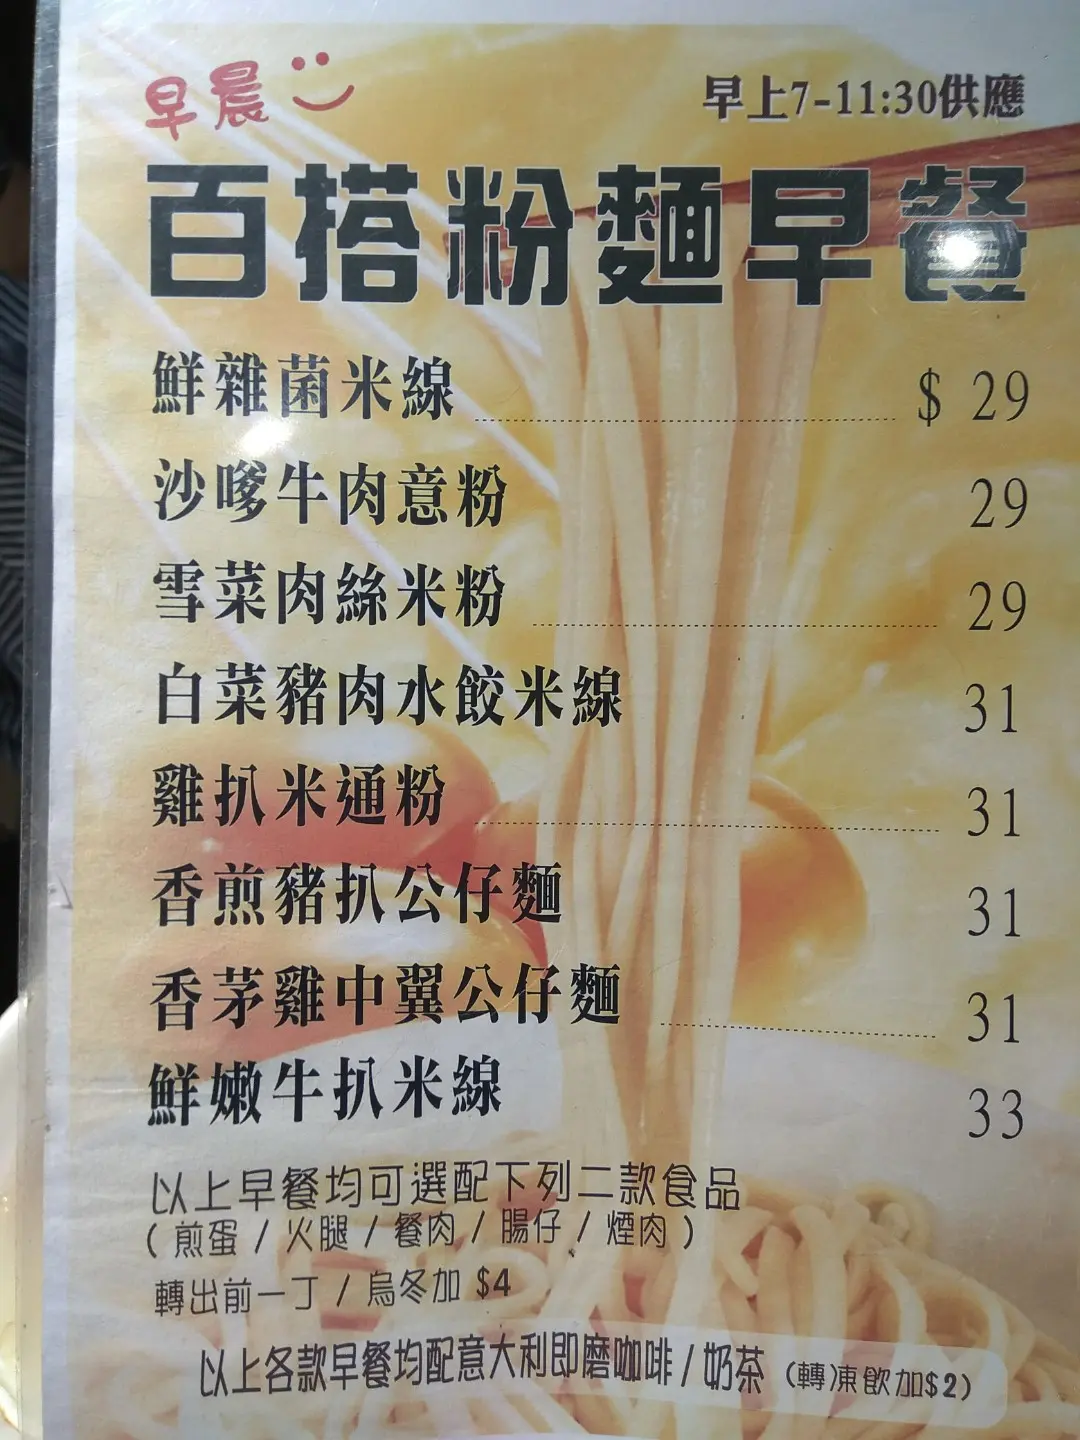 早晨
早上7-11:30供應
百搭粉麵早餐
鮮雜菌米線 $ 29
沙嗲牛肉意粉 29
雪菜肉絲米粉 29
白菜豬肉水餃米線 31
雞扒米通粉 31
香煎豬扒公仔麵 31
香茅雞中翼公仔麵 31
鮮嫩牛扒米線 33
以上早餐均可選配下列二款食品
( 煎蛋 / 火腿 / 餐肉 / 腸仔 / 煙肉 )
轉出前一丁 / 烏冬加 $4
以上各款早餐均配意大利即磨咖啡 / 奶茶 (轉凍飲加$2)